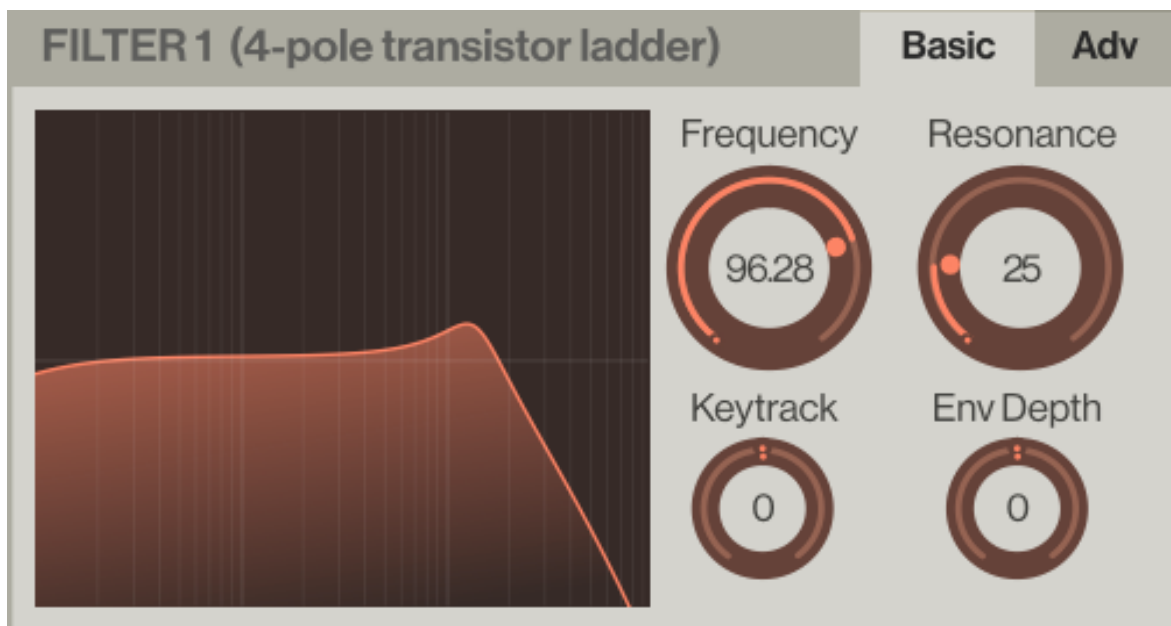 FILTER 1 (4-pole transistor ladder) Basic Adv
Frequency Resonance
96.28 25
Keytrack Env Depth
0 0